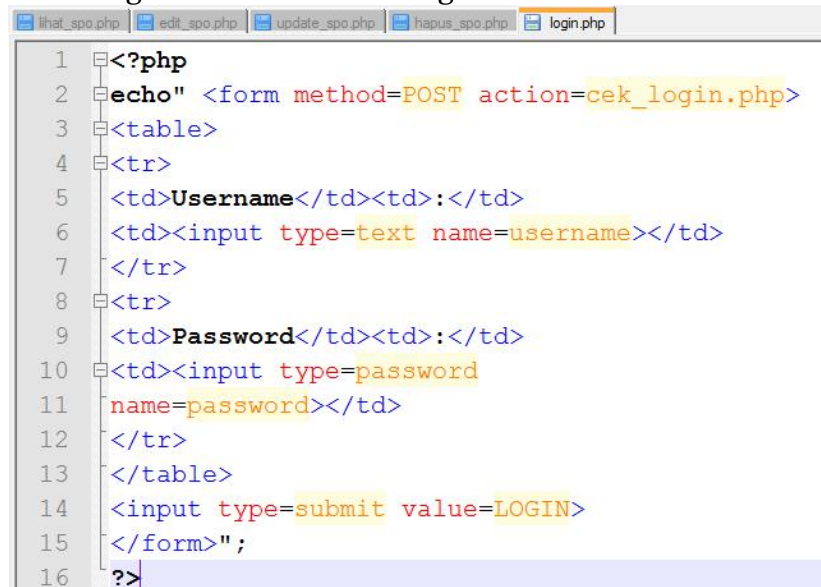 lihat_spo.php edit_spo.php update_spo.php hapus_spo.php login.php
1 <?php
2 echo" <form method=POST action=cek_login.php>
3 <table>
4 <tr>
5 <td>Username</td><td>:</td>
6 <td><input type=text name=username></td>
7 </tr>
8 <tr>
9 <td>Password</td><td>:</td>
10 <td><input type=password
11 name=password></td>
12 </tr>
13 </table>
14 <input type=submit value=LOGIN>
15 </form>";
16 ?>